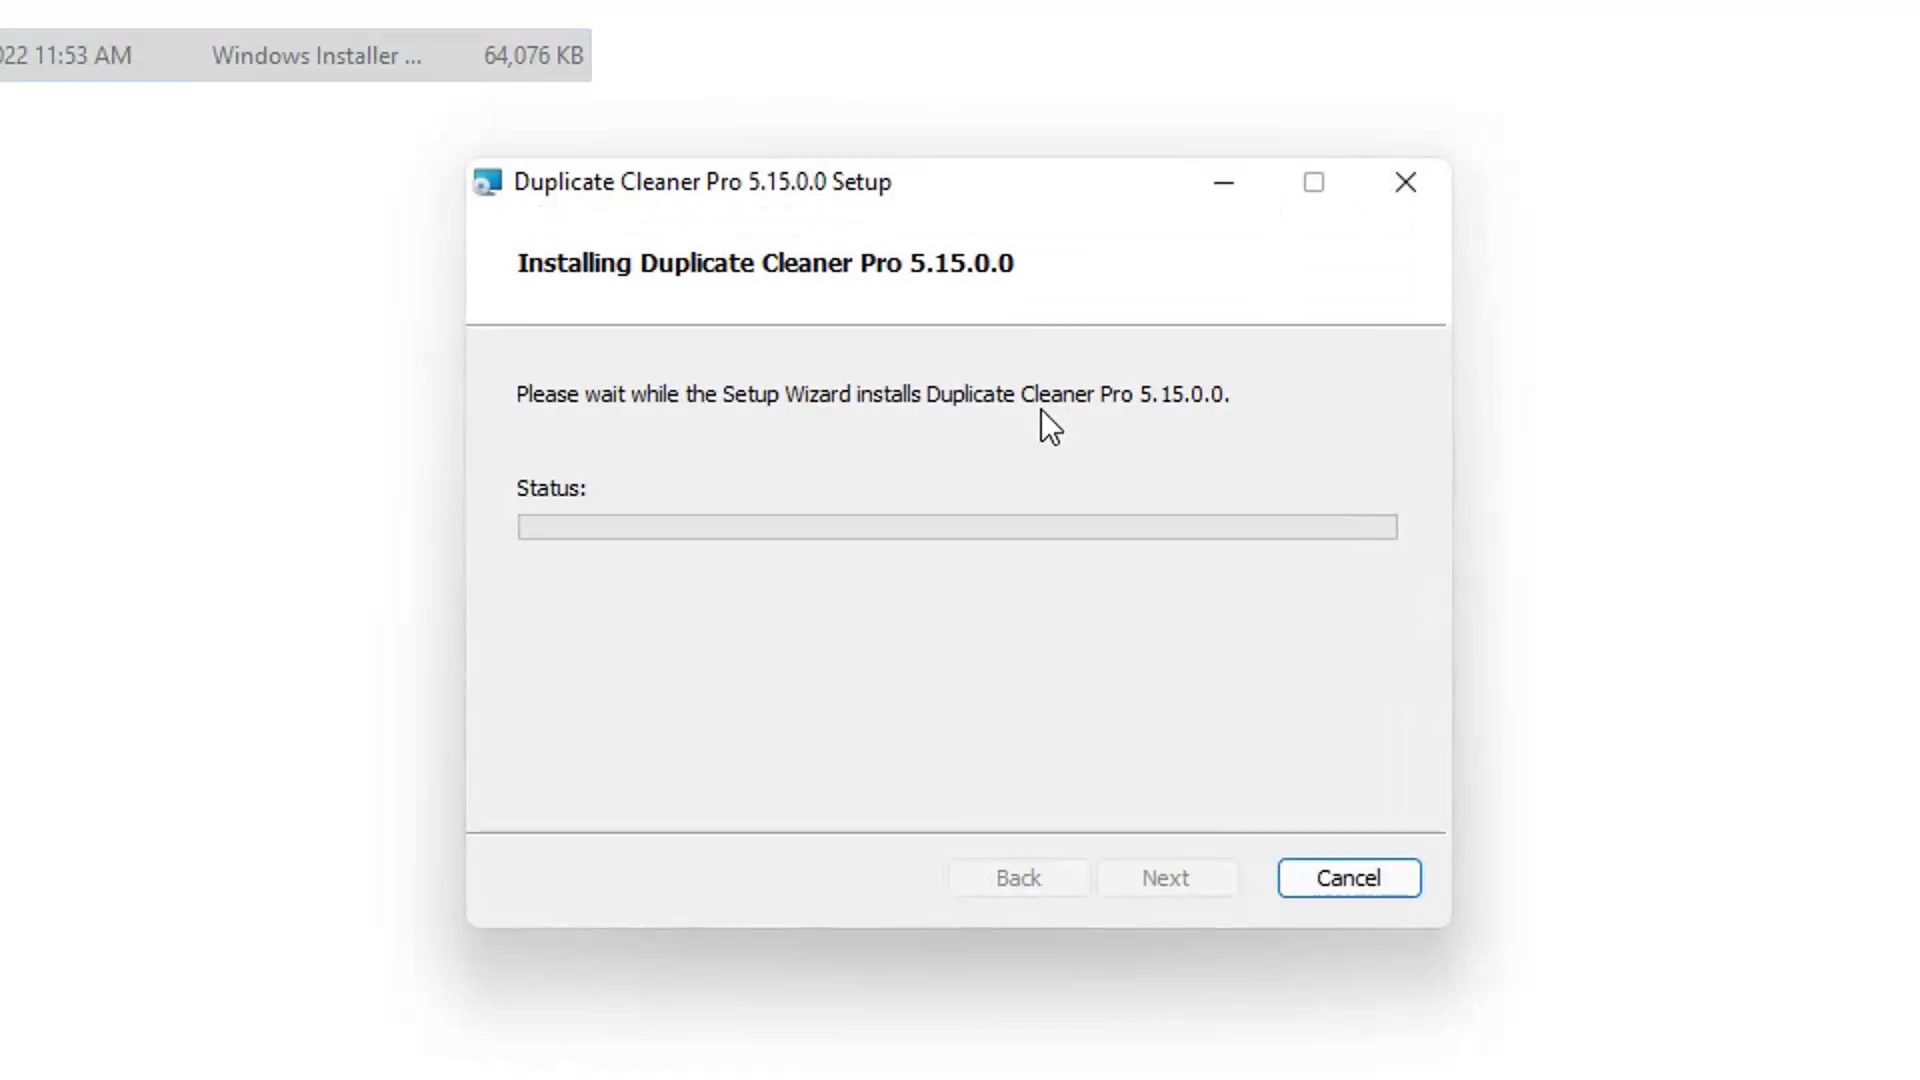 022 11:53 AM Windows Installer ... 64,076 KB
Duplicate Cleaner Pro 5.15.0.0 Setup
Installing Duplicate Cleaner Pro 5.15.0.0
Please wait while the Setup Wizard installs Duplicate Cleaner Pro 5.15.0.0.
Status:
Back Next Cancel